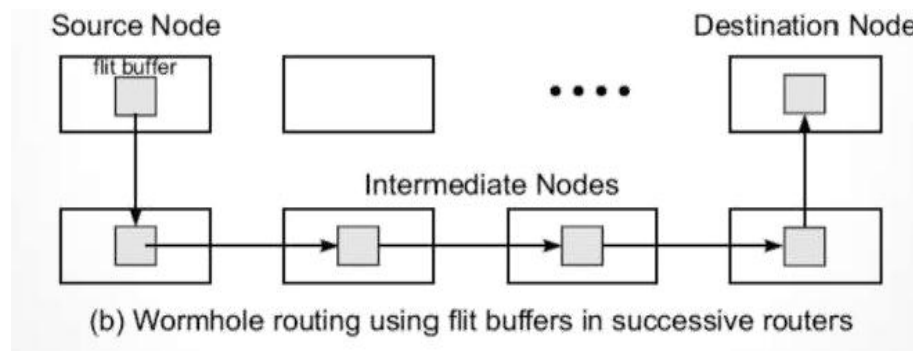 Source Node
Destination Node
flit buffer
Intermediate Nodes
(b) Wormhole routing using flit buffers in successive routers